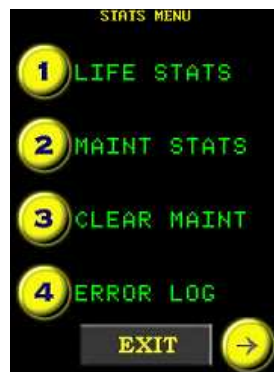 STATS MENU
1 LIFE STATS
2 MAINT STATS
3 CLEAR MAINT
4 ERROR LOG
EXIT →